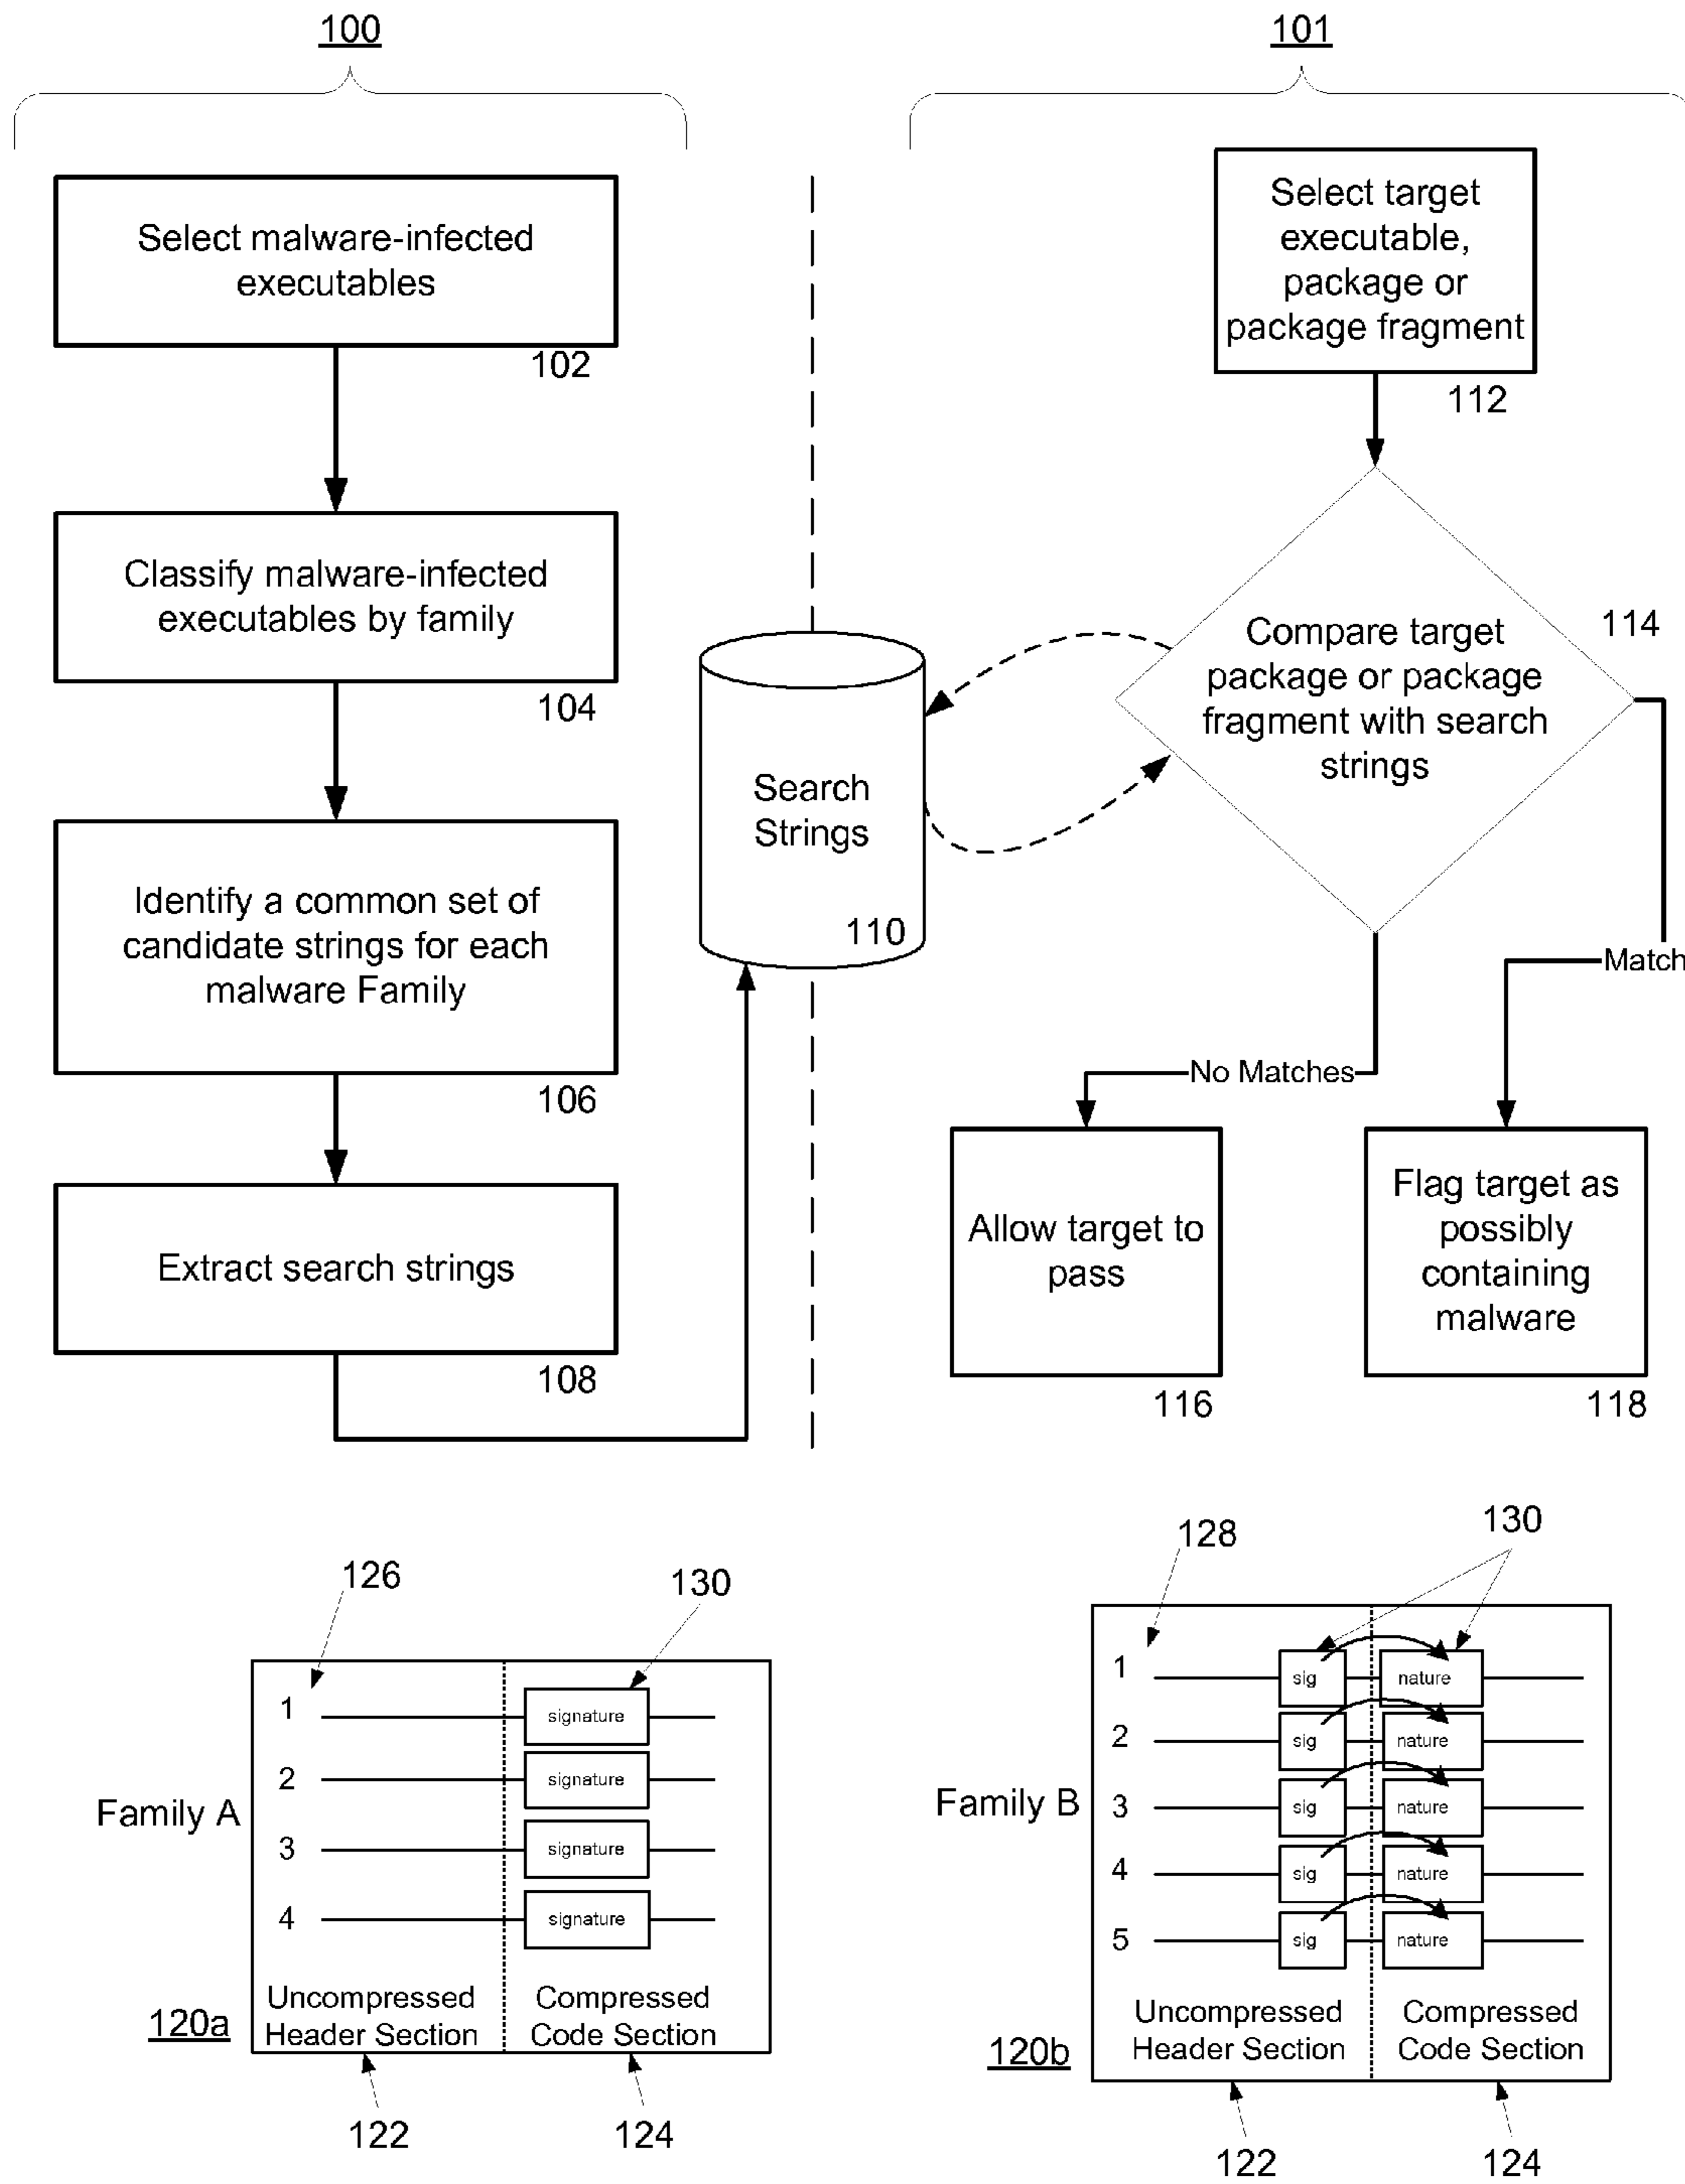 100
101
Select malware-infected
executables
102
Classify malware-infected
executables by family
104
Identify a common set of
candidate strings for each
malware Family
106
Extract search strings
108
Search
Strings
110
Select target
executable,
package or
package fragment
112
Compare target
package or package
fragment with search
strings
114
No Matches
Match
Allow target to
pass
116
Flag target as
possibly
containing
malware
118
126
130
Family A
1
signature
2
signature
3
signature
4
signature
Uncompressed
Header Section
Compressed
Code Section
120a
122
124
128
130
Family B
1
sig
nature
2
sig
nature
3
sig
nature
4
sig
nature
5
sig
nature
Uncompressed
Header Section
Compressed
Code Section
120b
122
124